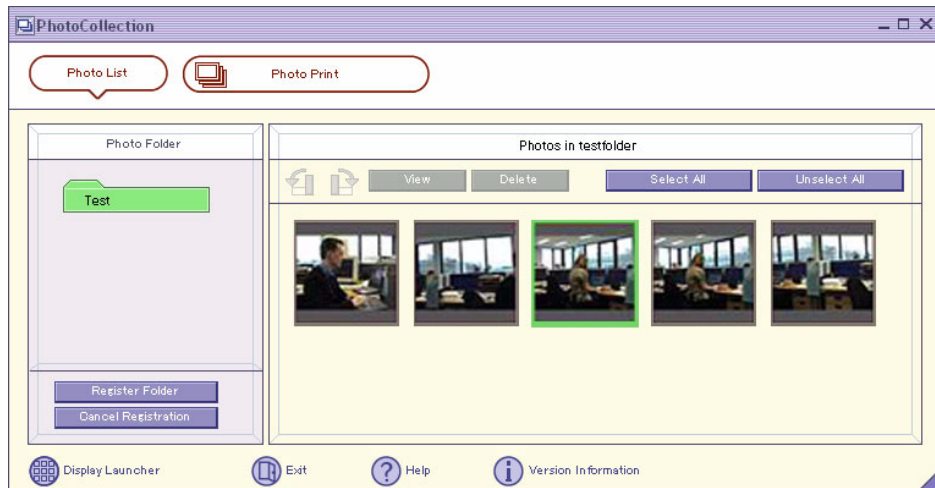 PhotoCollection
Photo List
Photo Print
Photo Folder
Test
Register Folder
Cancel Registration
Photos in testfolder
View
Delete
Select All
Unselect All
Display Launcher
Exit
Help
Version Information